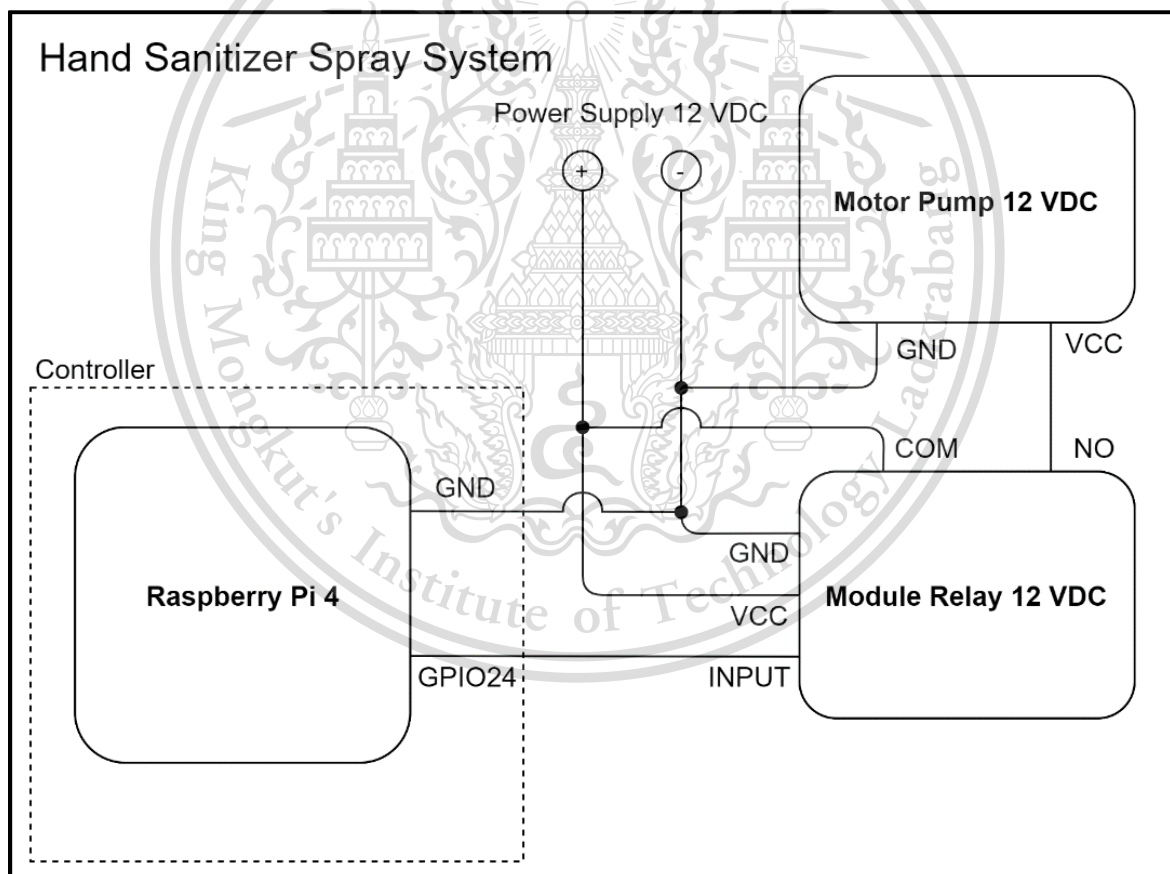 Hand Sanitizer Spray System
Power Supply 12 VDC
+
-
Motor Pump 12 VDC
GND
VCC
Controller
COM
NO
GND
GND
Raspberry Pi 4
Module Relay 12 VDC
VCC
GPIO24
INPUT
King Mongkut's Institute of Technology Ladkrabang